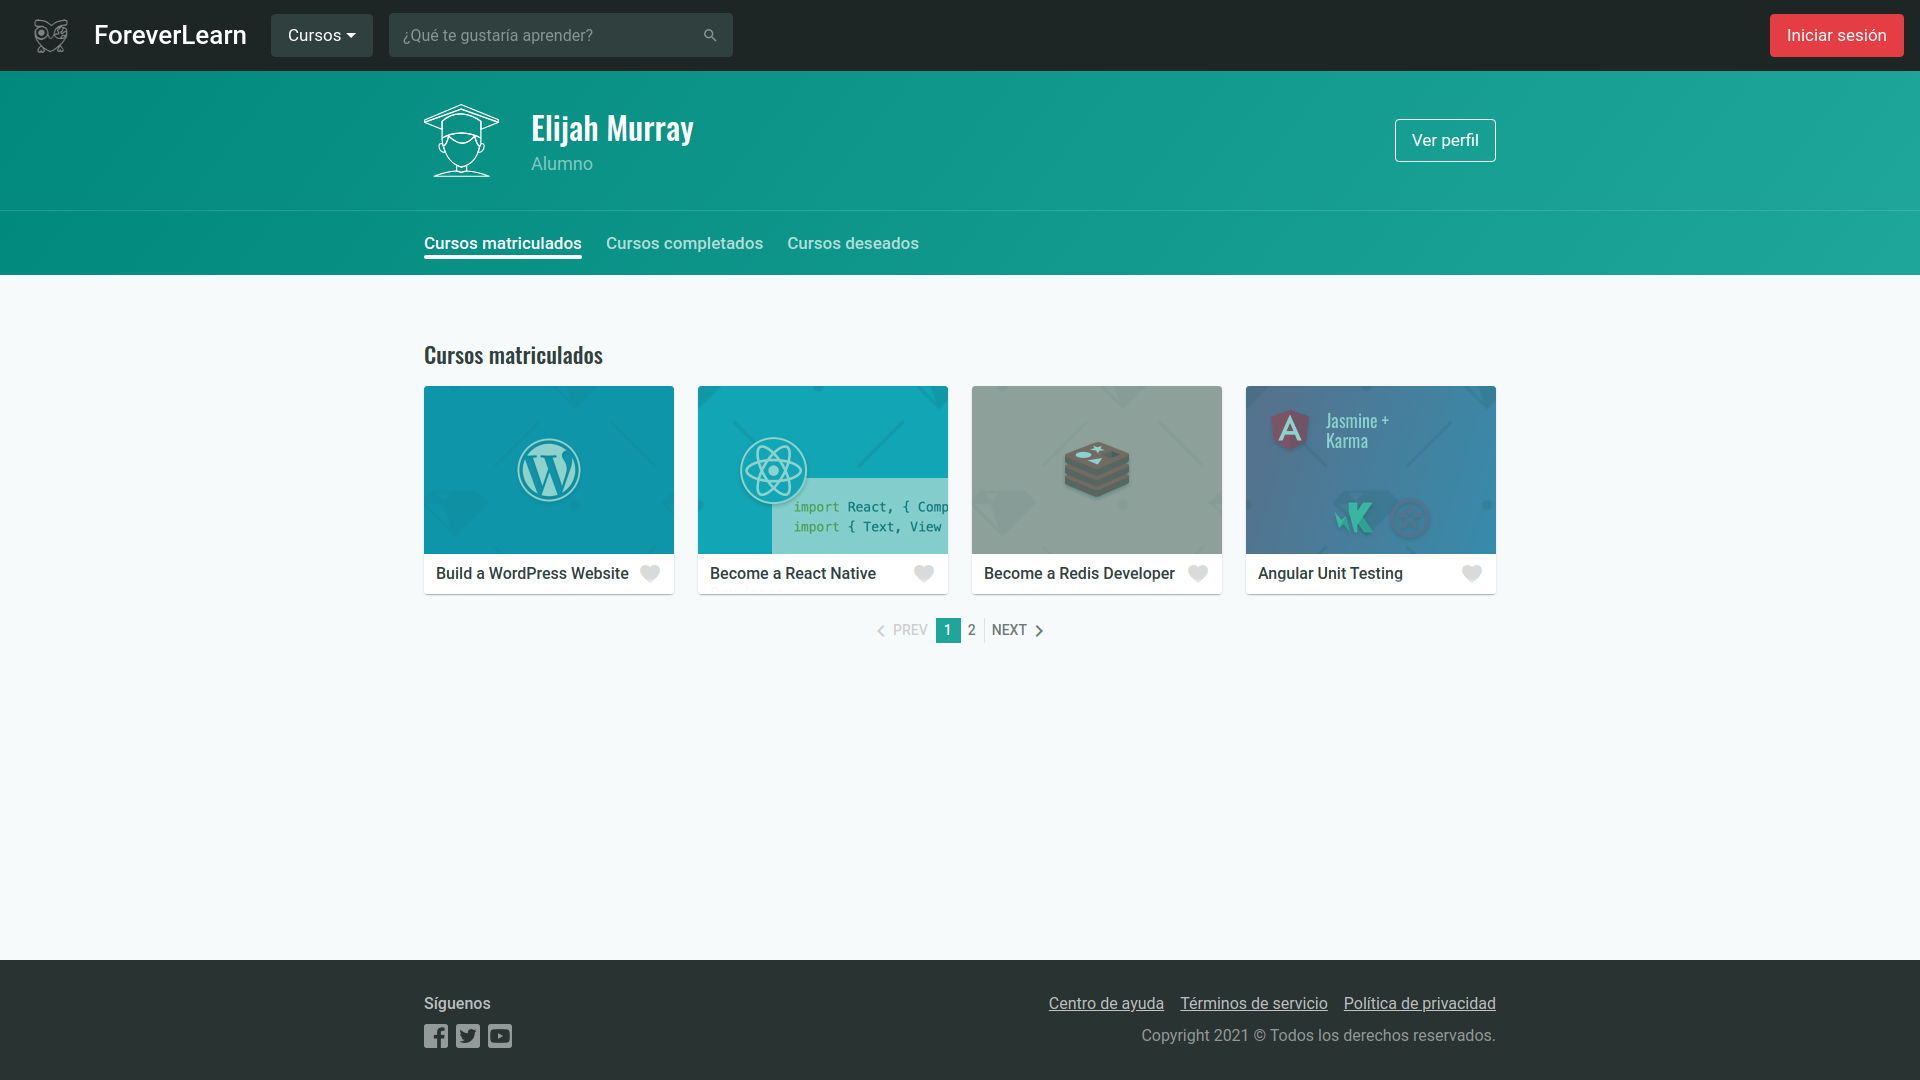 ForeverLearn
Cursos
¿Qué te gustaría aprender?
Iniciar sesión
Elijah Murray
Alumno
Ver perfil
Cursos matriculados
Cursos completados
Cursos deseados
Cursos matriculados
import React, { Comp
import { Text, View
Jasmine +
Karma
Build a WordPress Website
Become a React Native
Become a Redis Developer
Angular Unit Testing
PREV
1
2
NEXT
Síguenos
Centro de ayuda
Términos de servicio
Política de privacidad
Copyright 2021 © Todos los derechos reservados.